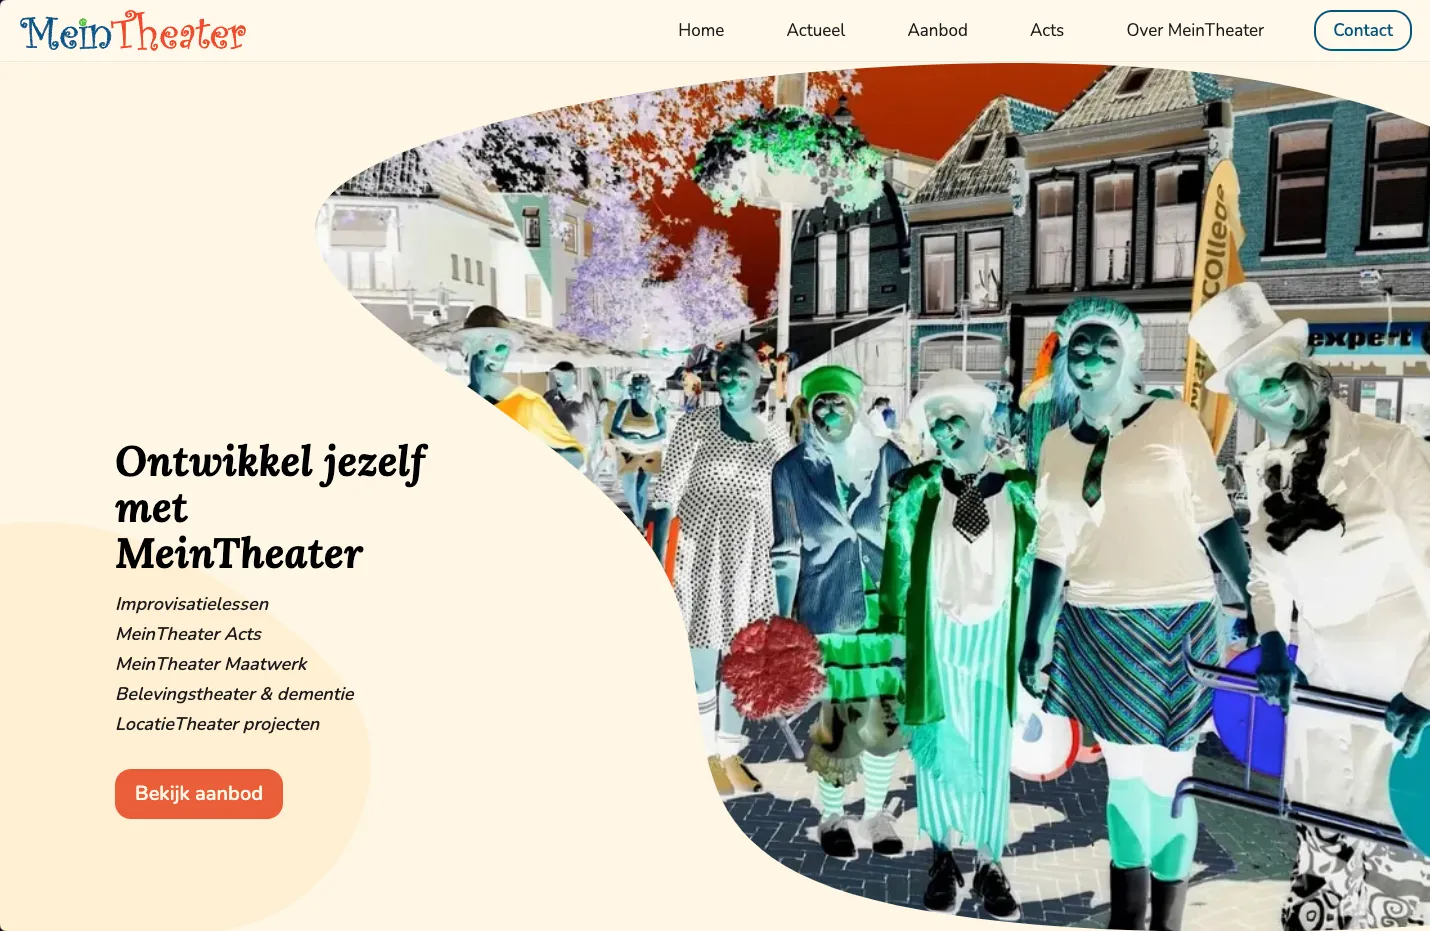 MeinTheater
Home
Actueel
Aanbod
Acts
Over MeinTheater
Contact
expert
Ontwikkel jezelf
met
MeinTheater
Improvisatielessen
MeinTheater Acts
MeinTheater Maatwerk
Belevingstheater & dementie
LocatieTheater projecten
Bekijk aanbod